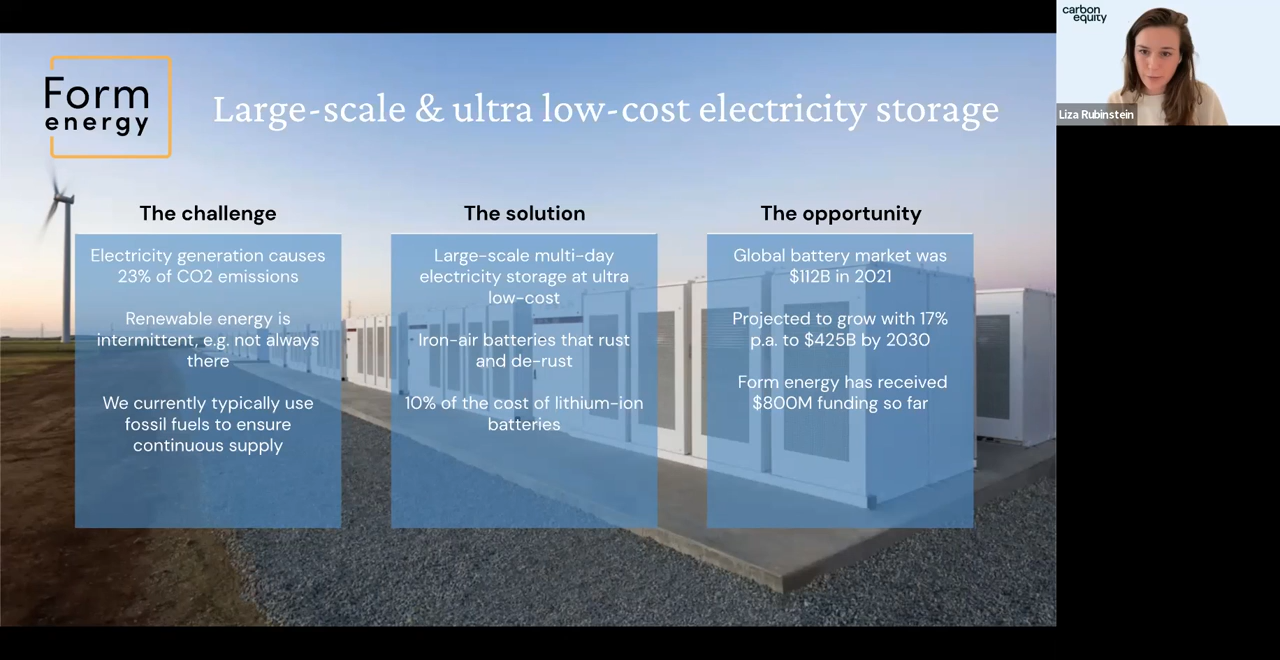 carbon
equity
Liza Rubinstein
Form
energy
Large-scale & ultra low-cost electricity storage
The challenge
Electricity generation causes
23% of CO2 emissions
Renewable energy is
intermittent, e.g. not always
there
We currently typically use
fossil fuels to ensure
continuous supply
The solution
Large-scale multi-day
electricity storage at ultra
low-cost
Iron-air batteries that rust
and de-rust
10% of the cost of lithium-ion
batteries
The opportunity
Global battery market was
$112B in 2021
Projected to grow with 17%
p.a. to $425B by 2030
Form energy has received
$800M funding so far